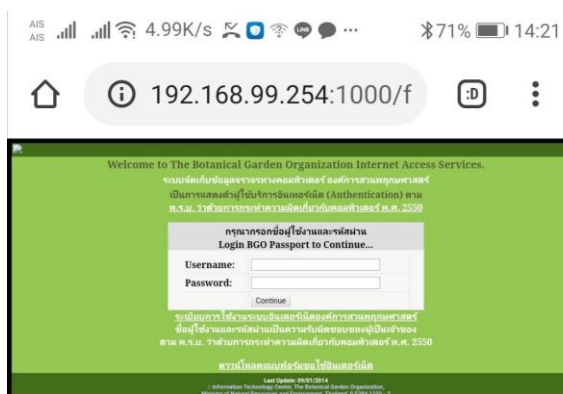 AIS
AIS
4.99K/s
71%
14:21
192.168.99.254:1000/f
:D
Welcome to The Botanical Garden Organization Internet Access Services.
ระบบจัดเก็บข้อมูลจราจรทางคอมพิวเตอร์ องค์การสวนพฤกษศาสตร์
เป็นการแสดงตัวผู้ใช้บริการอินเทอร์เน็ต (Authentication) ตาม
พ.ร.บ. ว่าด้วยการกระทำความผิดเกี่ยวกับคอมพิวเตอร์ พ.ศ. 2550
กรุณากรอกชื่อผู้ใช้งานและรหัสผ่าน
Login BGO Passport to Continue...
Username:
Password:
Continue
ระเบียบการใช้งานระบบอินเตอร์เน็ตองค์การสวนพฤกษศาสตร์
ชื่อผู้ใช้งานและรหัสผ่านเป็นความรับผิดชอบของผู้เป็นเจ้าของ
ตาม พ.ร.บ. ว่าด้วยการกระทำความผิดเกี่ยวกับคอมพิวเตอร์ พ.ศ. 2550
ดาวน์โหลดแบบฟอร์มขอใช้อินเตอร์เน็ต
Last Update: 09/01/2014
: Information Technology Center, The Botanical Garden Organization,
Ministry of Natural Resources and Environment, Thailand.